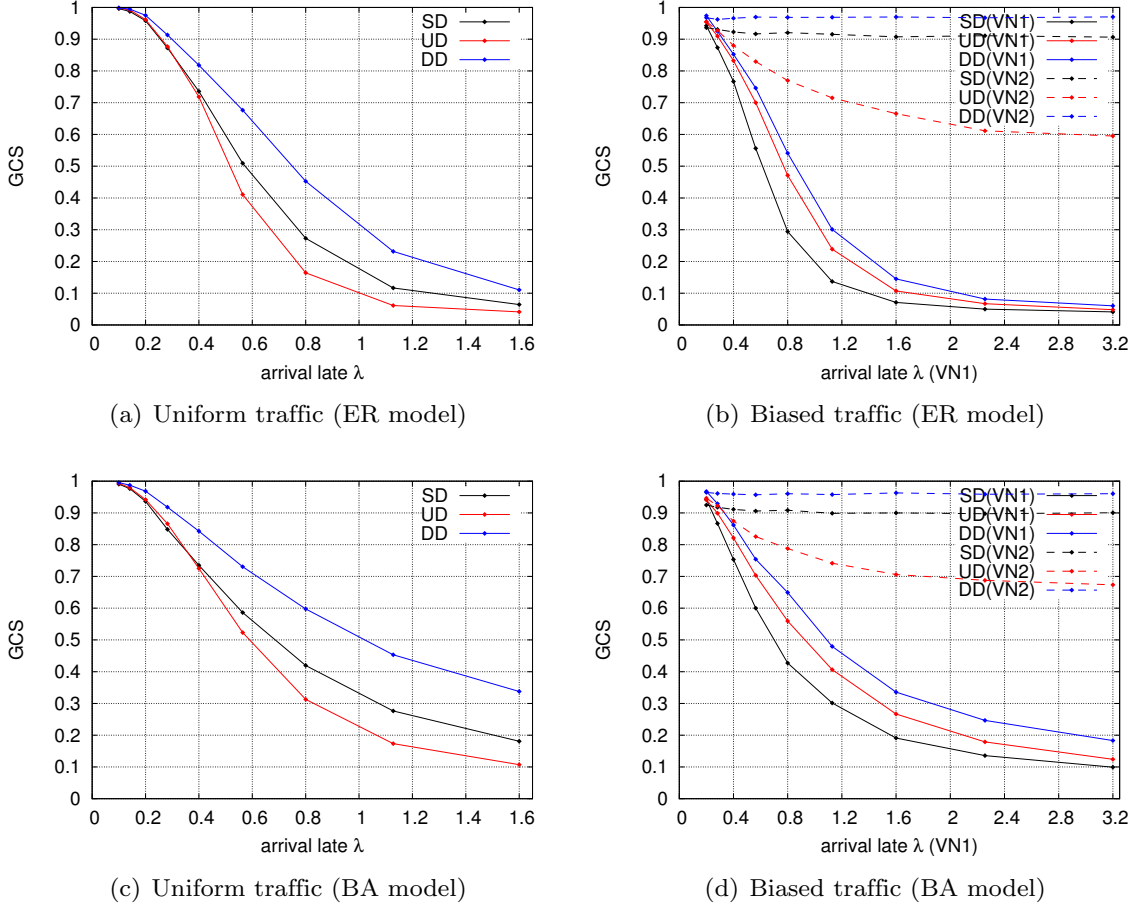 1
0.9
0.8
0.7
0.6
0.5
0.4
0.3
0.2
0.1
0
GCS
SD
UD
DD
0 0.2 0.4 0.6 0.8 1 1.2 1.4 1.6
arrival late λ
(a) Uniform traffic (ER model)
1
0.9
0.8
0.7
0.6
0.5
0.4
0.3
0.2
0.1
0
GCS
SD(VN1)
UD(VN1)
DD(VN1)
SD(VN2)
UD(VN2)
DD(VN2)
0 0.4 0.8 1.2 1.6 2 2.4 2.8 3.2
arrival late λ (VN1)
(b) Biased traffic (ER model)
1
0.9
0.8
0.7
0.6
0.5
0.4
0.3
0.2
0.1
0
GCS
SD
UD
DD
0 0.2 0.4 0.6 0.8 1 1.2 1.4 1.6
arrival late λ
(c) Uniform traffic (BA model)
1
0.9
0.8
0.7
0.6
0.5
0.4
0.3
0.2
0.1
0
GCS
SD(VN1)
UD(VN1)
DD(VN1)
SD(VN2)
UD(VN2)
DD(VN2)
0 0.4 0.8 1.2 1.6 2 2.4 2.8 3.2
arrival late λ (VN1)
(d) Biased traffic (BA model)